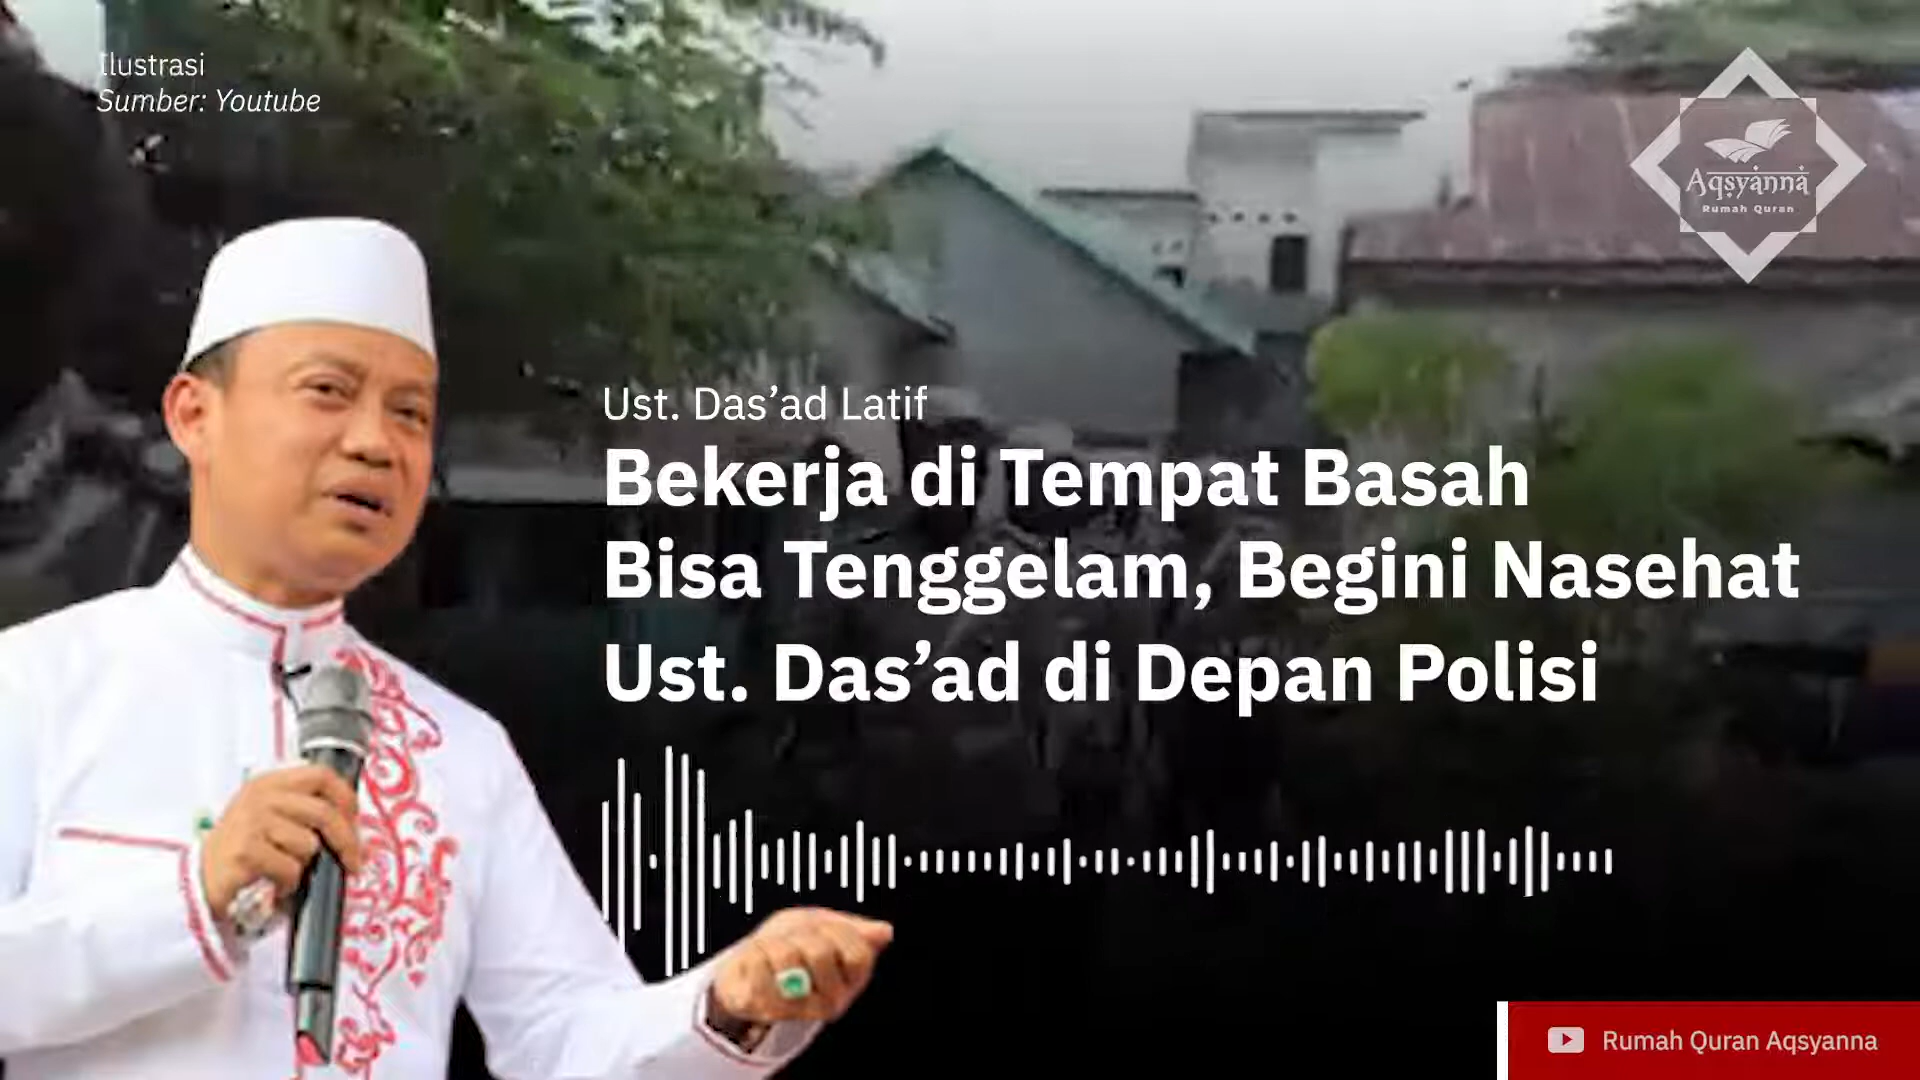 Ilustrasi
Sumber: Youtube
Aqsyanna
Rumah Quran
Ust. Das’ad Latif
Bekerja di Tempat Basah
Bisa Tenggelam, Begini Nasehat
Ust. Das’ad di Depan Polisi
Rumah Quran Aqsyanna